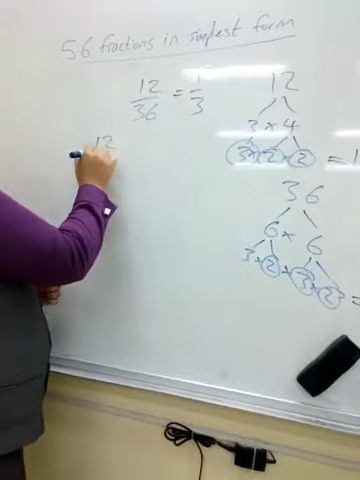 5.6 fractions in simplest form
12/36 = 1/3
12
12
3 × 4
3 × 2 × 2 = 1
36
6 × 6
3 × 2 × 3 × 2 =